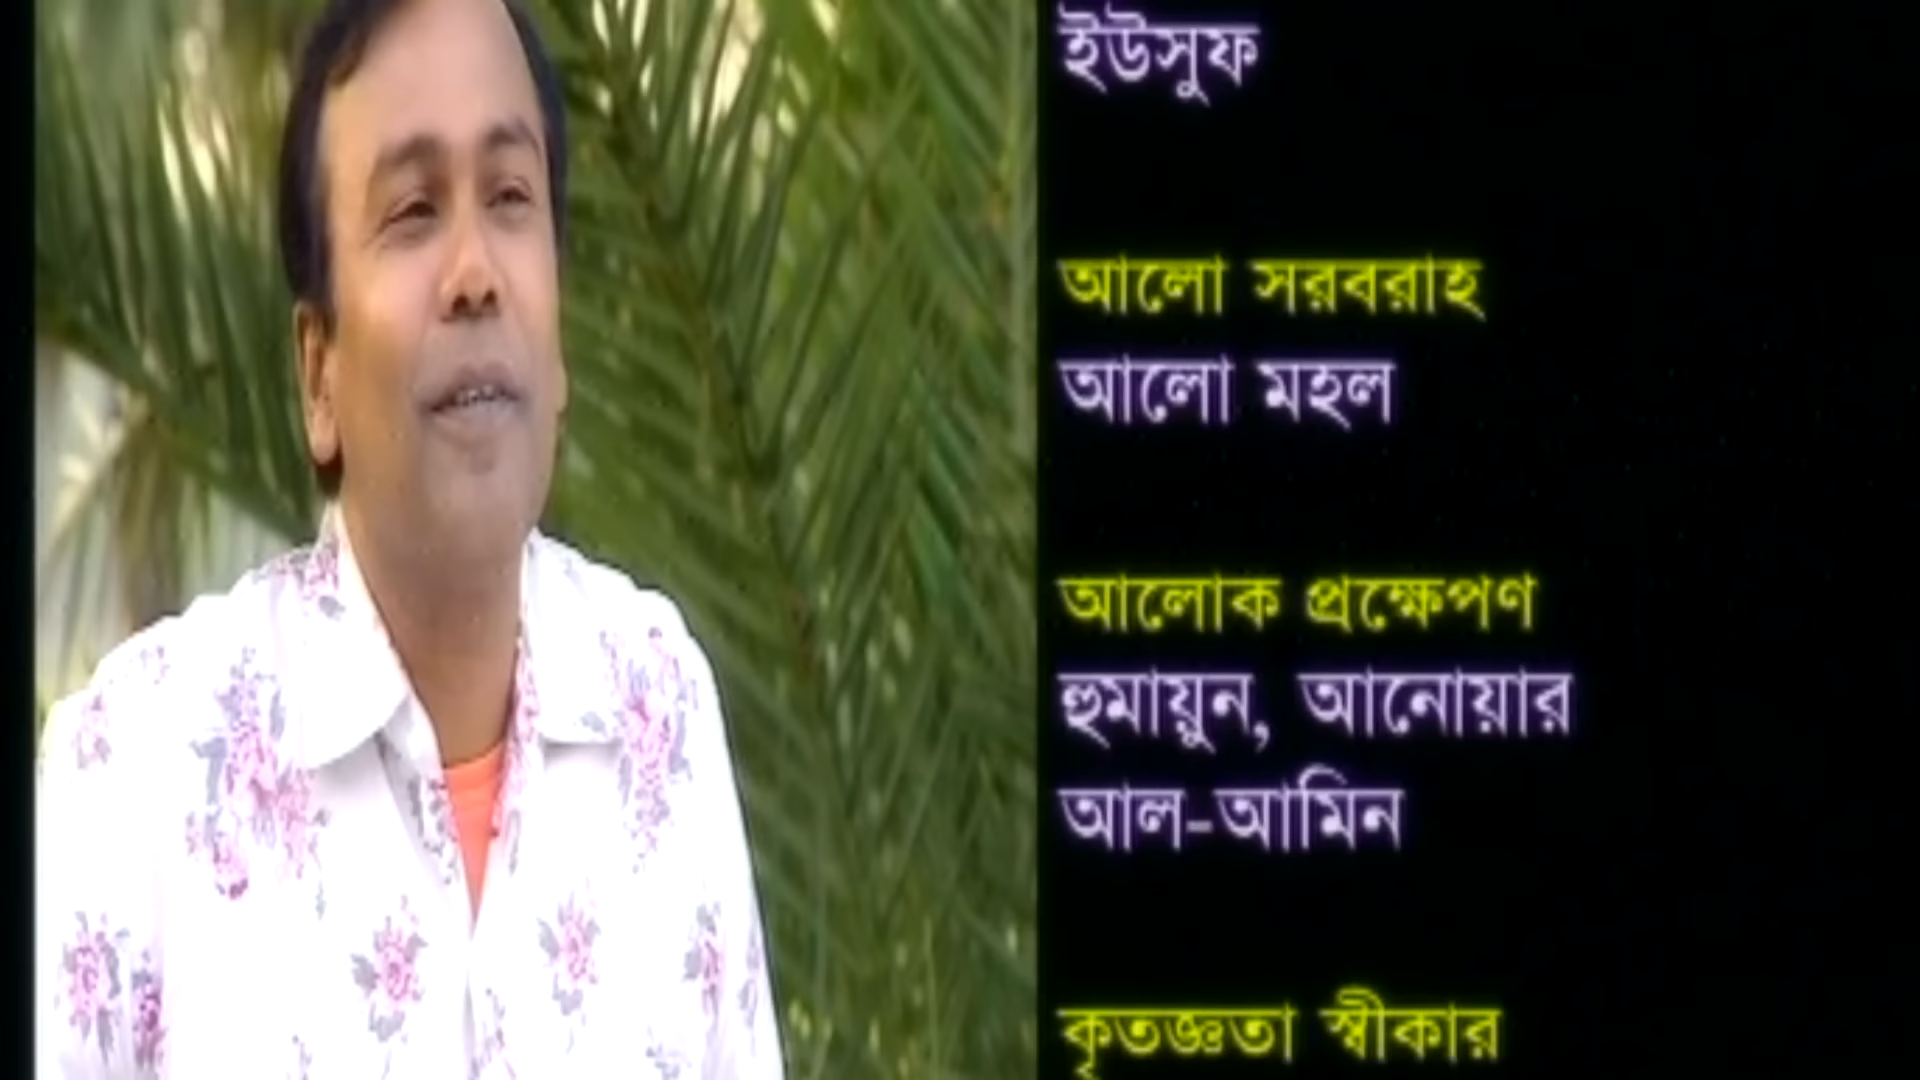 ইউসুফ
আলো সরবরাহ
আলো মহল
আলোক প্রক্ষেপণ
হুমায়ুন, আনোয়ার
আল-আমিন
কৃতজ্ঞতা স্বীকার